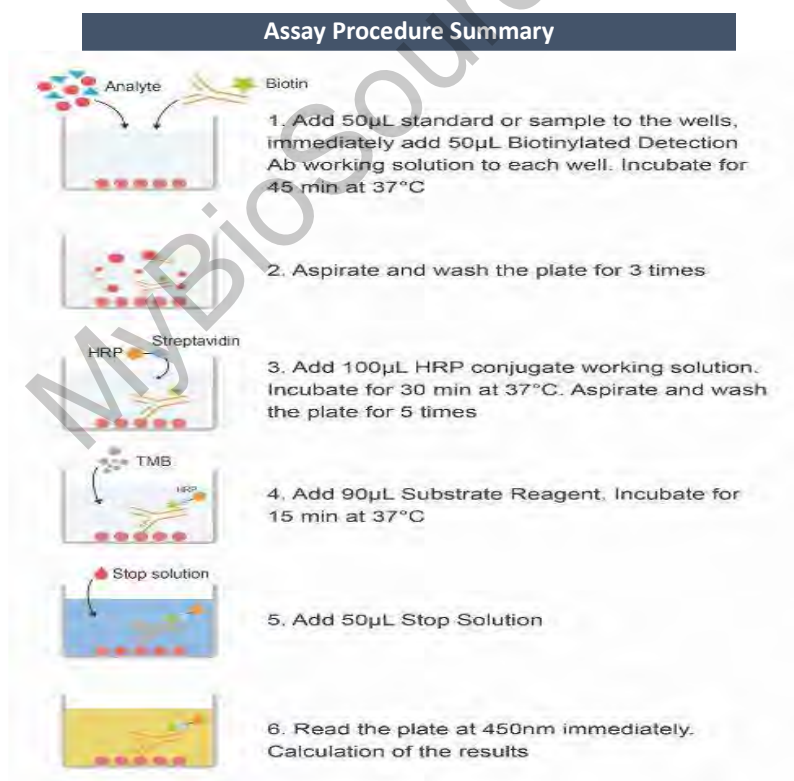 Assay Procedure Summary
Analyte
Biotin
1. Add 50µL standard or sample to the wells,
immediately add 50µL Biotinylated Detection
Ab working solution to each well. Incubate for
45 min at 37°C
2. Aspirate and wash the plate for 3 times
HRP
Streptavidin
3. Add 100µL HRP conjugate working solution.
Incubate for 30 min at 37°C. Aspirate and wash
the plate for 5 times
TMB
HRP
4. Add 90µL Substrate Reagent. Incubate for
15 min at 37°C
Stop solution
5. Add 50µL Stop Solution
6. Read the plate at 450nm immediately.
Calculation of the results
MyBioSour